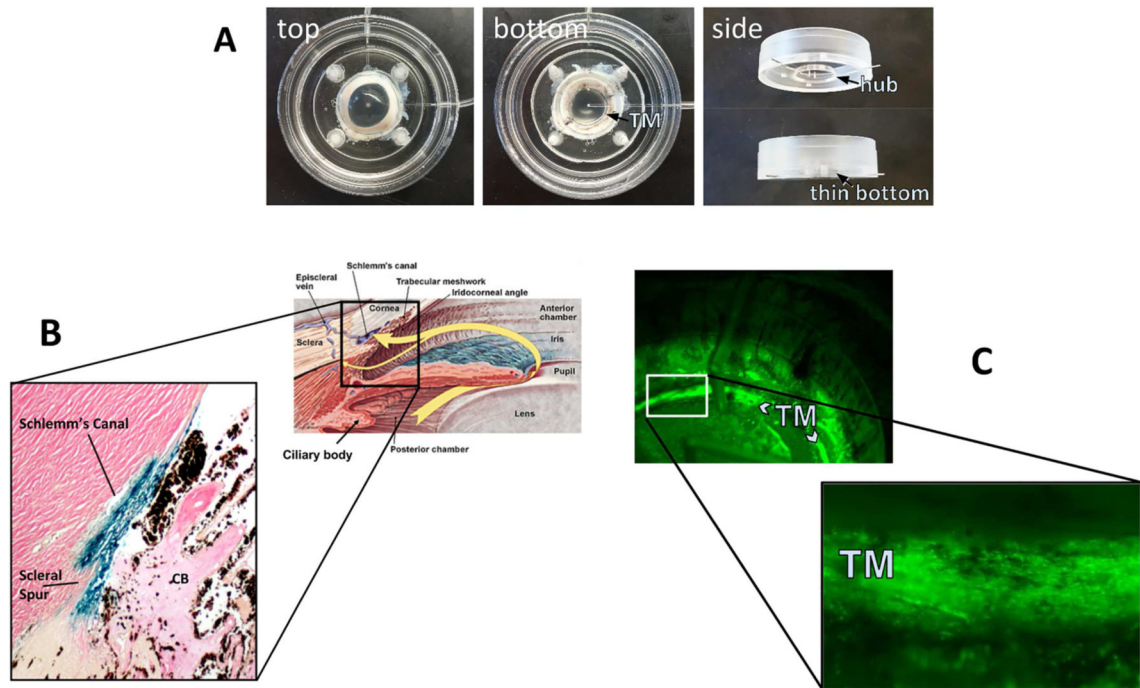 A
top
bottom
side
TM
hub
thin bottom
B
Schlemm's canal
Episcleral
vein
Trabecular meshwork
Iridocorneal angle
Cornea
Anterior
chamber
Sclera
Iris
Pupil
Lens
Posterior chamber
Ciliary body
Schlemm's Canal
Scleral
Spur
CB
C
TM
TM